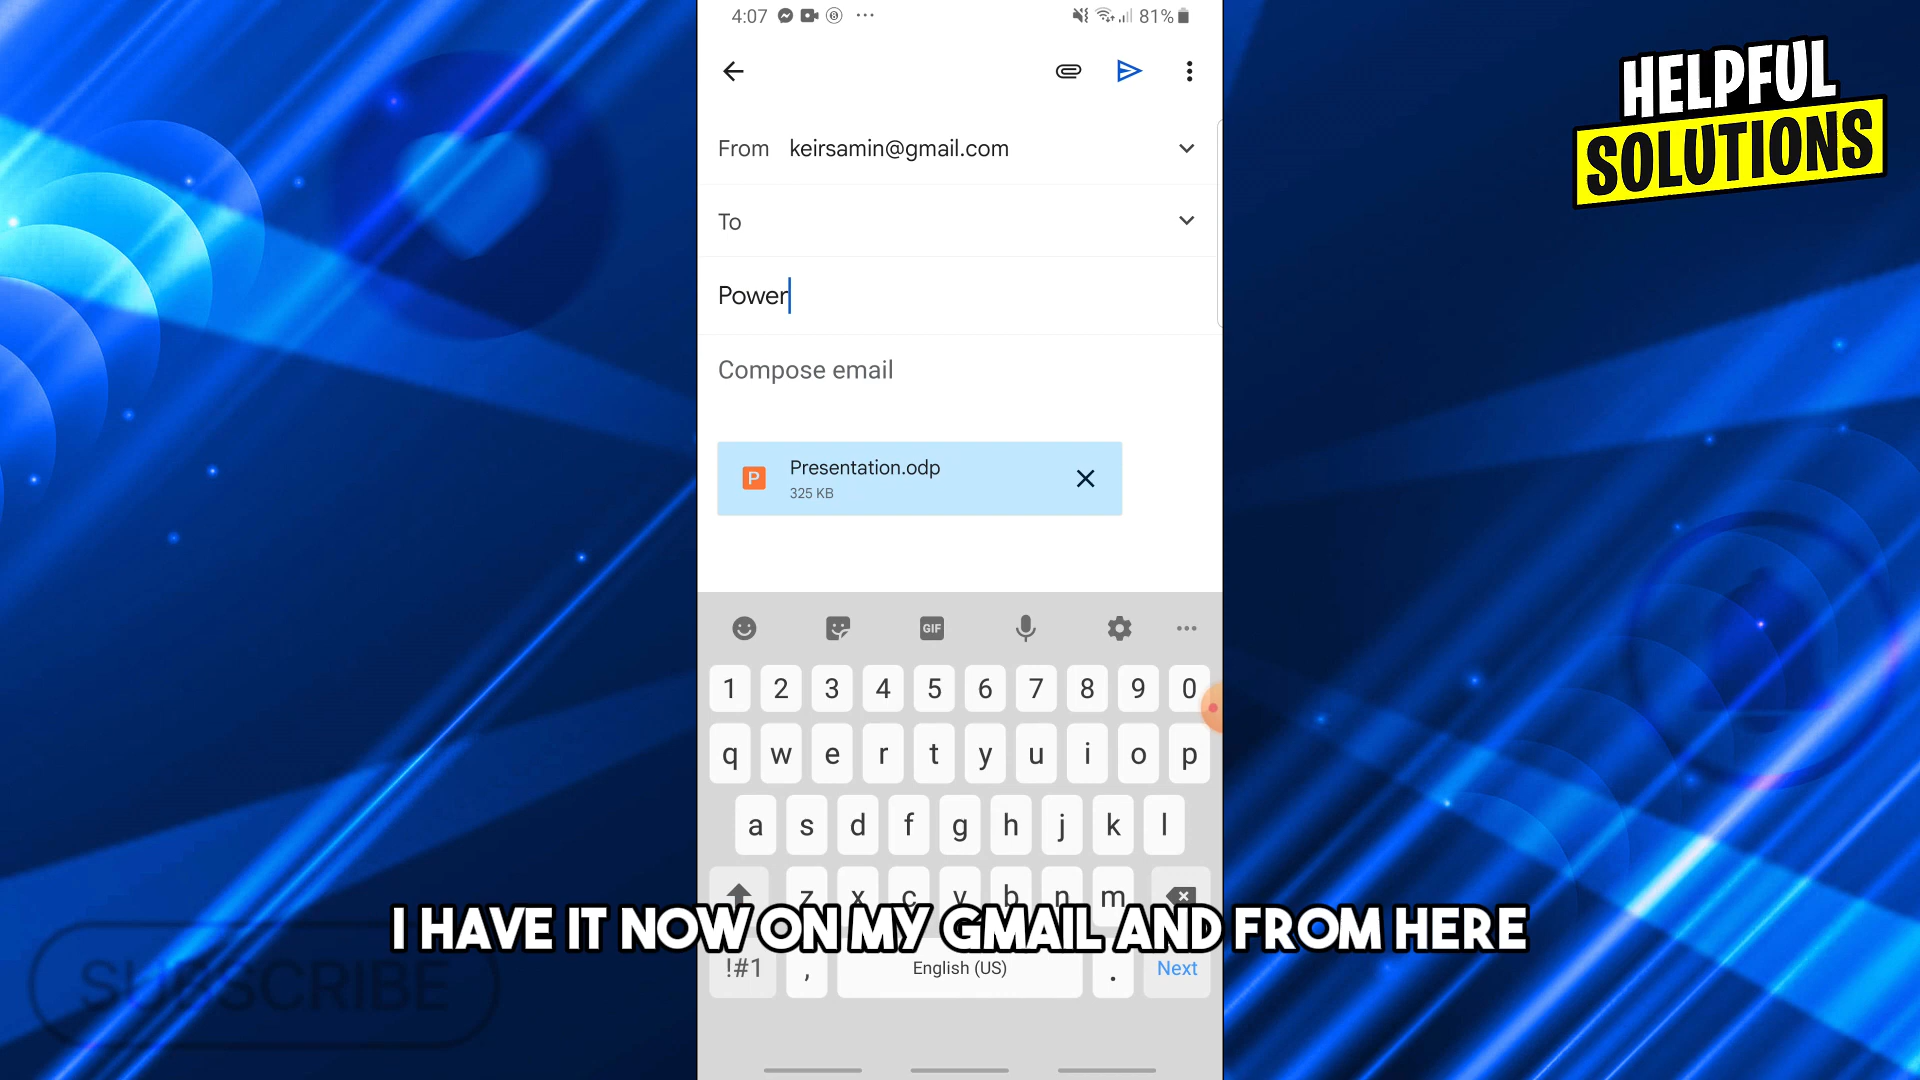 4:07
81%
HELPFUL
SOLUTIONS
From keirsamin@gmail.com
To
Power
Compose email
P
Presentation.odp
325 KB
GIF
1 2 3 4 5 6 7 8 9 0
q w e r t y u i o p
a s d f g h j k l
z x c v b n m
I HAVE IT NOW ON MY GMAIL AND FROM HERE
!#1 , English (US) . Next
SUBSCRIBE